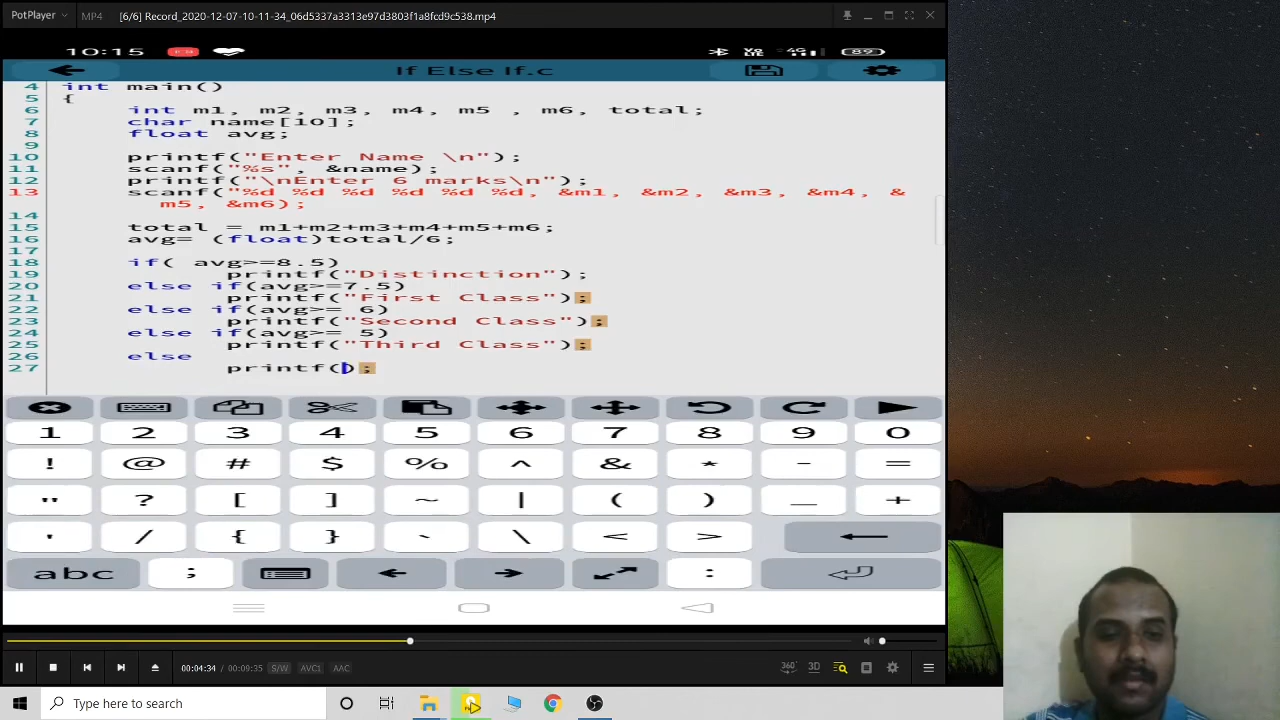 PotPlayer MP4 [6/6] Record_2020-12-07-10-11-34_06d5337a3313e97d3803f1a8fcd9c538.mp4
10:15 4G 89
If Else If.c
4 int main()
5 {
6 int m1, m2, m3, m4, m5 , m6, total;
7 char name[10];
8 float avg;
9
10 printf("Enter Name \n");
11 scanf("%s", &name);
12 printf("\nEnter 6 marks\n");
13 scanf("%d %d %d %d %d %d, &m1, &m2, &m3, &m4, &
m5, &m6);
14
15 total = m1+m2+m3+m4+m5+m6;
16 avg= (float)total/6;
17
18 if( avg>=8.5)
19 printf("Distinction");
20 else if(avg>=7.5)
21 printf("First Class");
22 else if(avg>= 6)
23 printf("Second Class");
24 else if(avg>= 5)
25 printf("Third Class");
26 else
27 printf();
1 2 3 4 5 6 7 8 9 0
! @ # $ % ^ & * - =
" ? [ ] ~ | ( ) _ +
' / { } ` \ < >
abc ; :
00:04:34 / 00:09:35 S/W AVC1 AAC 360° 3D
Type here to search